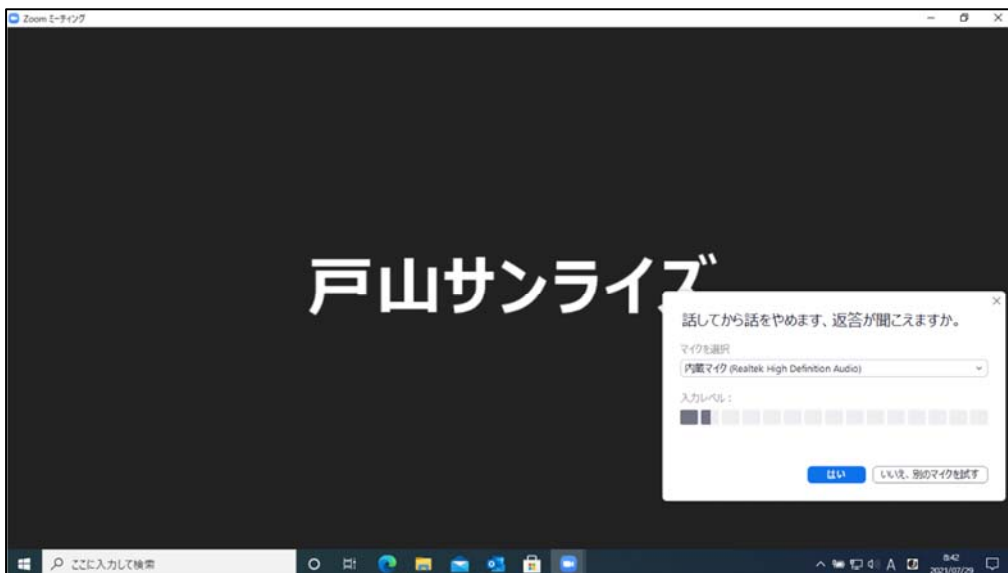 Zoom ミーティング
戸山サンライズ
話してから話をやめます、返答が聞こえますか。
マイクを選択
内蔵マイク (Realtek High Definition Audio)
入力レベル：
はい
いいえ、別のマイクを試す
ここに入力して検索
A
8:42
2021/07/29